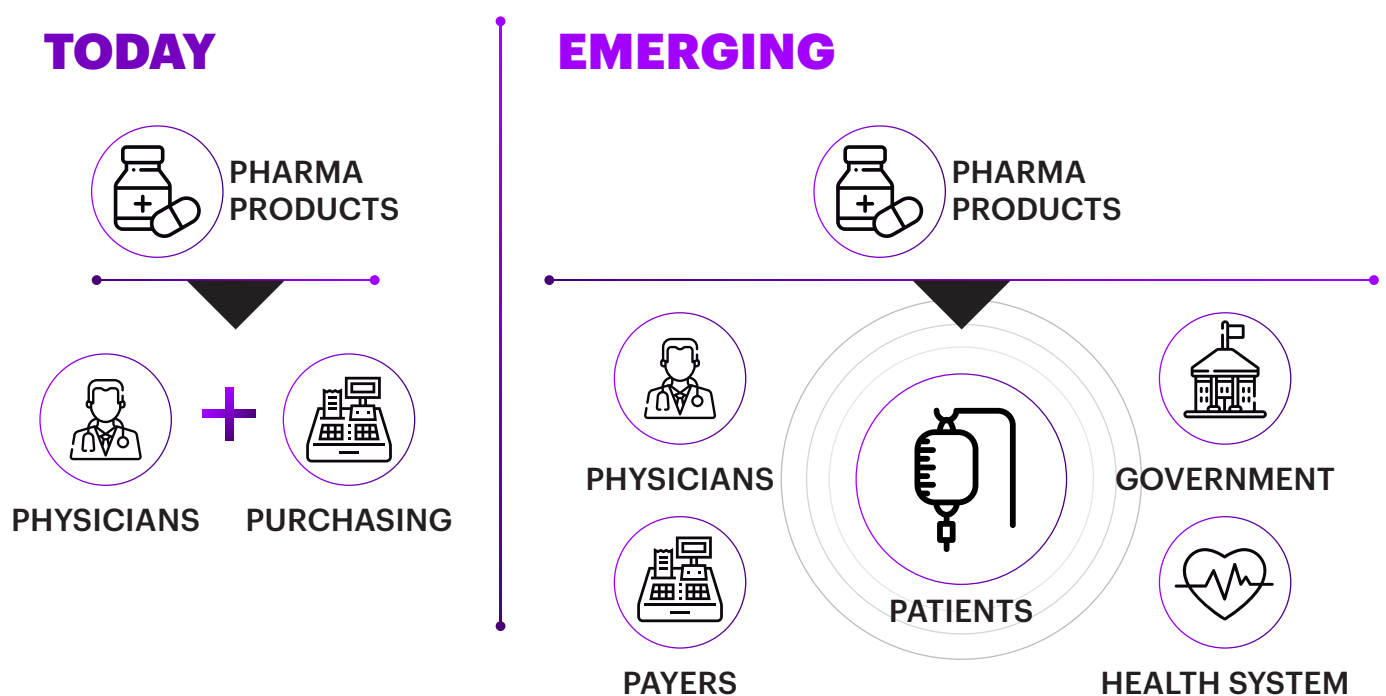 TODAY
PHARMA
PRODUCTS
PHYSICIANS
PURCHASING
EMERGING
PHARMA
PRODUCTS
PHYSICIANS
GOVERNMENT
PATIENTS
PAYERS
HEALTH SYSTEM